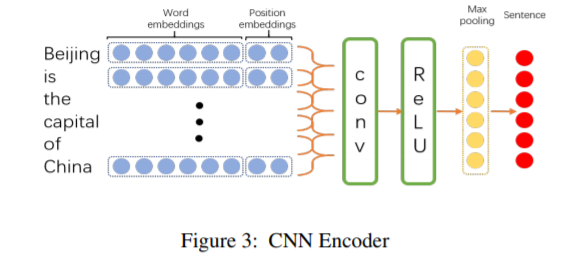 Word
embeddings
Position
embeddings
Max
pooling
Sentence
Beijing
is
the
capital
of
China
conv
ReLU
Figure 3: CNN Encoder